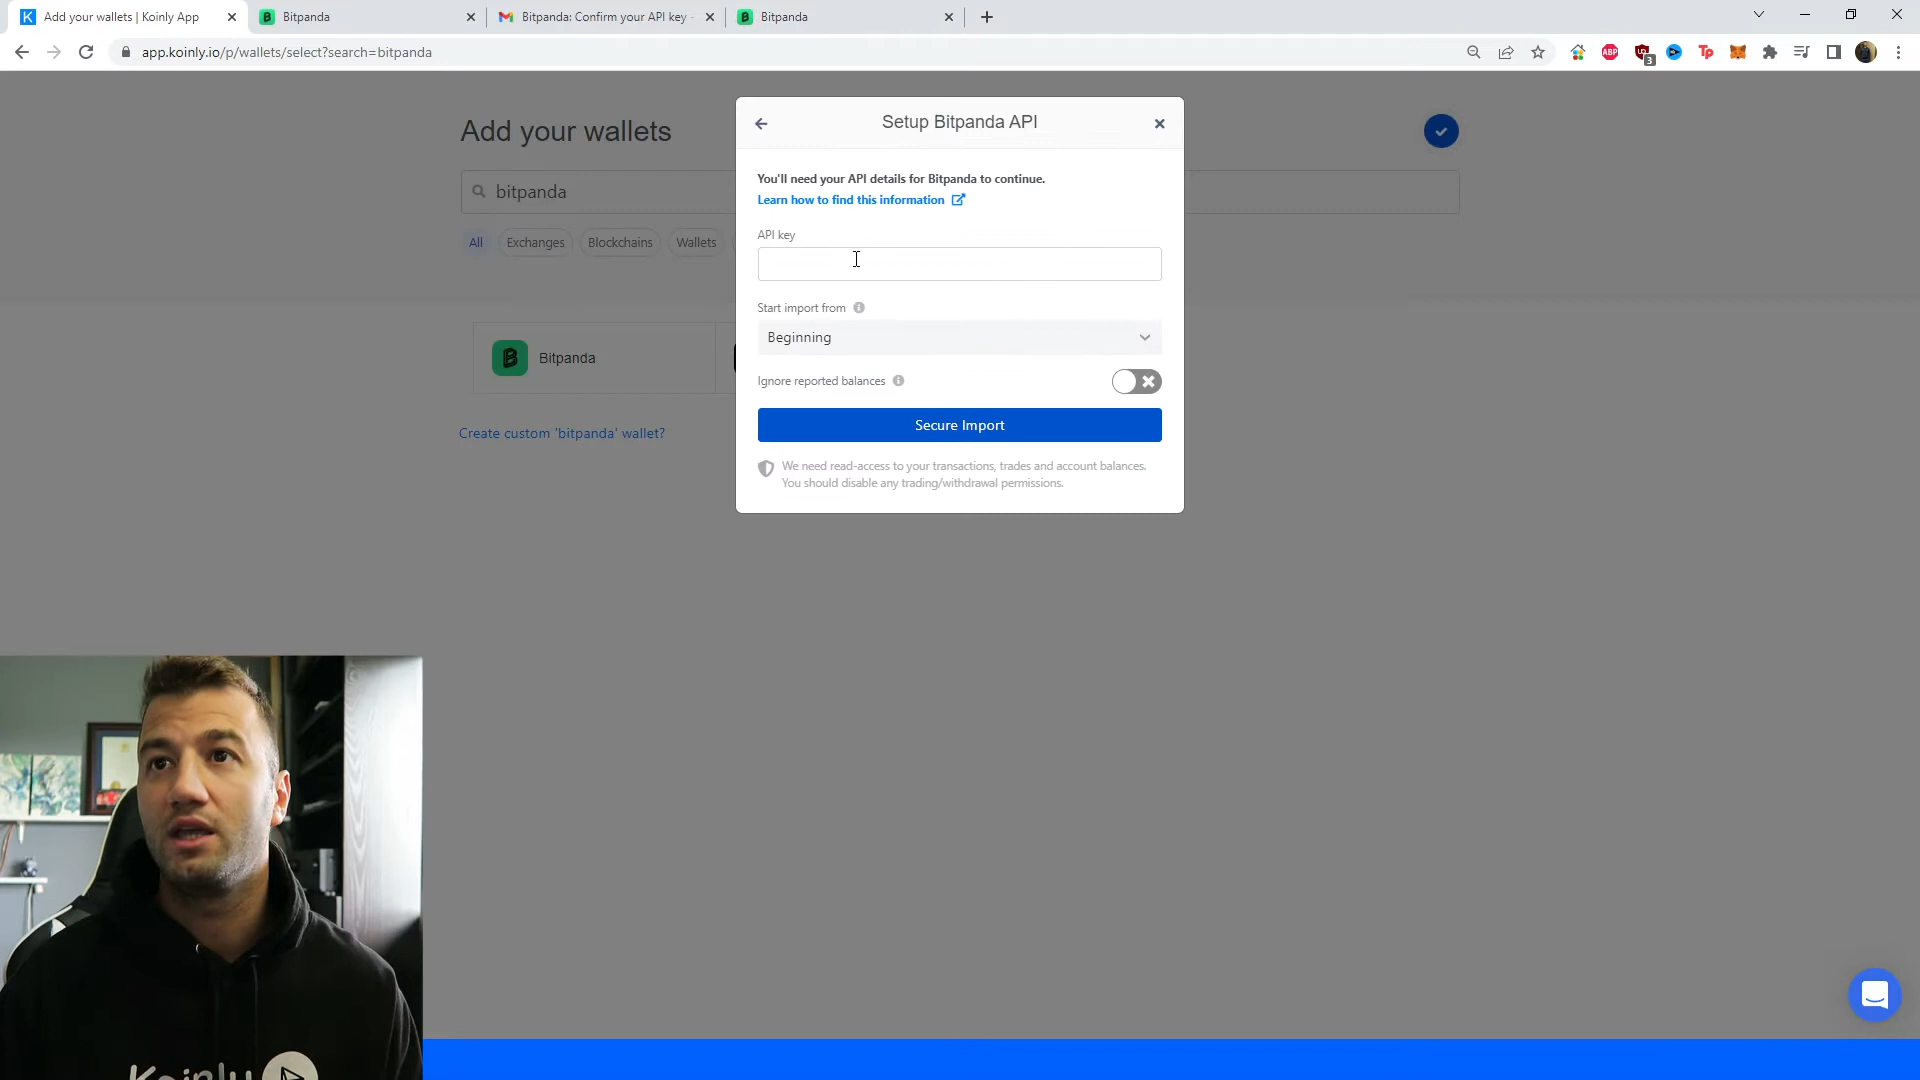 Add your wallets | Koinly App
Bitpanda
Bitpanda: Confirm your API key -
Bitpanda
app.koinly.io/p/wallets/select?search=bitpanda
ABP
3
Tp
Add your wallets
bitpanda
All
Exchanges
Blockchains
Wallets
Bitpanda
Create custom 'bitpanda' wallet?
Setup Bitpanda API
You'll need your API details for Bitpanda to continue.
Learn how to find this information
API key
Start import from
Beginning
Ignore reported balances
Secure Import
We need read-access to your transactions, trades and account balances.
You should disable any trading/withdrawal permissions.
Koinly